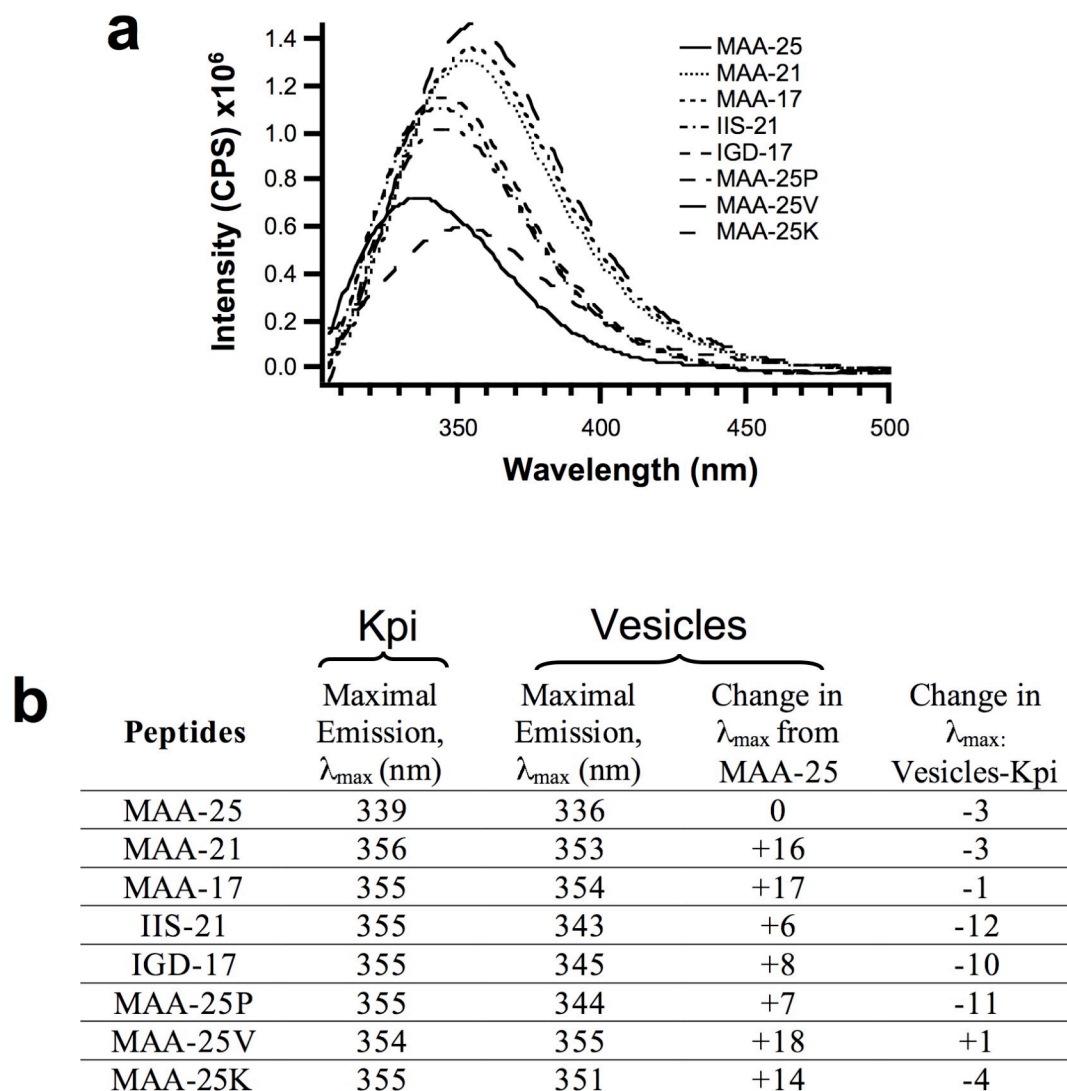 a
Intensity (CPS) x10⁶
1.4
1.2
1.0
0.8
0.6
0.4
0.2
0.0
MAA-25
MAA-21
MAA-17
IIS-21
IGD-17
MAA-25P
MAA-25V
MAA-25K
350 400 450 500
Wavelength (nm)
b
Kpi Vesicles
Maximal Maximal Change in Change in
Peptides Emission, Emission, λmax from λmax:
λmax (nm) λmax (nm) MAA-25 Vesicles-Kpi
MAA-25 339 336 0 -3
MAA-21 356 353 +16 -3
MAA-17 355 354 +17 -1
IIS-21 355 343 +6 -12
IGD-17 355 345 +8 -10
MAA-25P 355 344 +7 -11
MAA-25V 354 355 +18 +1
MAA-25K 355 351 +14 -4